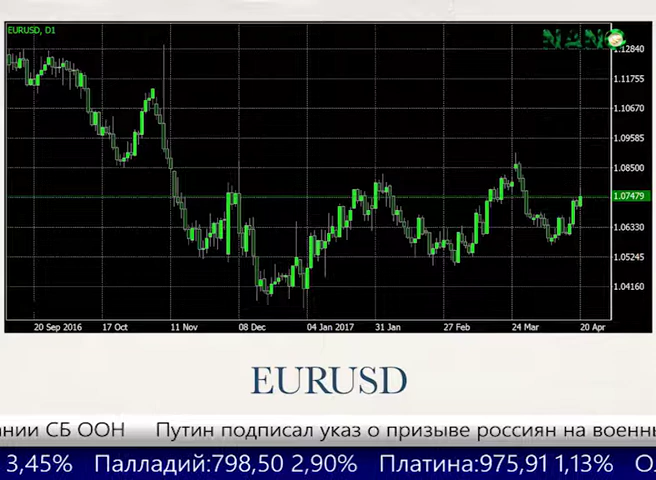 EURUSD, D1
NANO
1.12840
1.11755
1.10670
1.09585
1.08500
1.07479
1.06330
1.05245
1.04160
20 Sep 2016 17 Oct 11 Nov 08 Dec 04 Jan 2017 31 Jan 27 Feb 24 Mar 20 Apr
EURUSD
СБ ООН Путин подписал указ о призыве россиян на
3,45% Палладий:798,50 2,90% Платина:975,91 1,13%